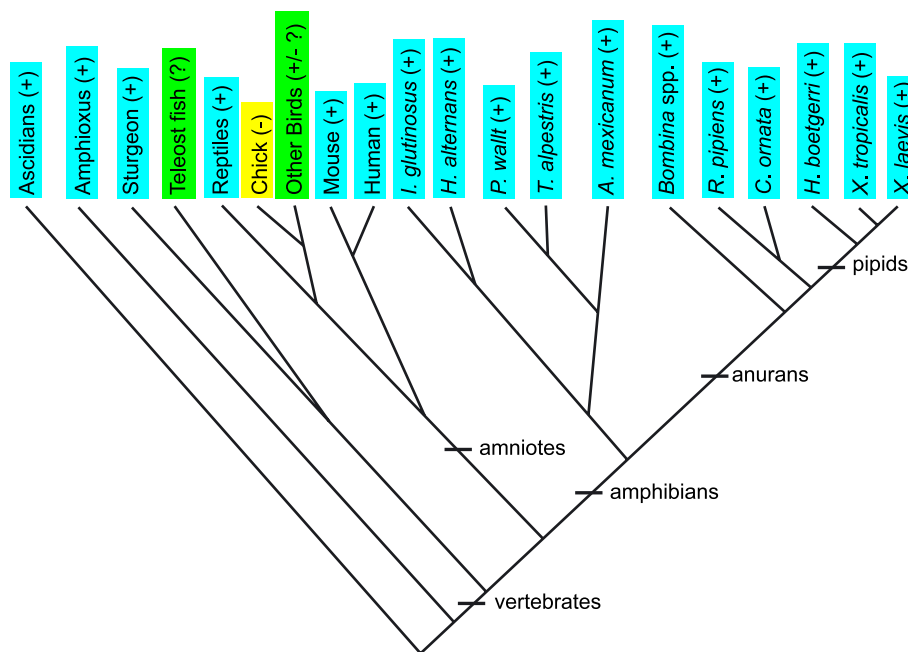 Ascidians (+)
Amphioxus (+)
Sturgeon (+)
Teleost fish (?)
Reptiles (+)
Chick (-)
Other Birds (+/- ?)
Mouse (+)
Human (+)
I. glutinosus (+)
H. alternans (+)
P. wallt (+)
T. alpestris (+)
A. mexicanum (+)
Bombina spp. (+)
R. pipiens (+)
C. ornata (+)
H. boetgerri (+)
X. tropicalis (+)
X. laevis (+)
pipids
anurans
amniotes
amphibians
vertebrates